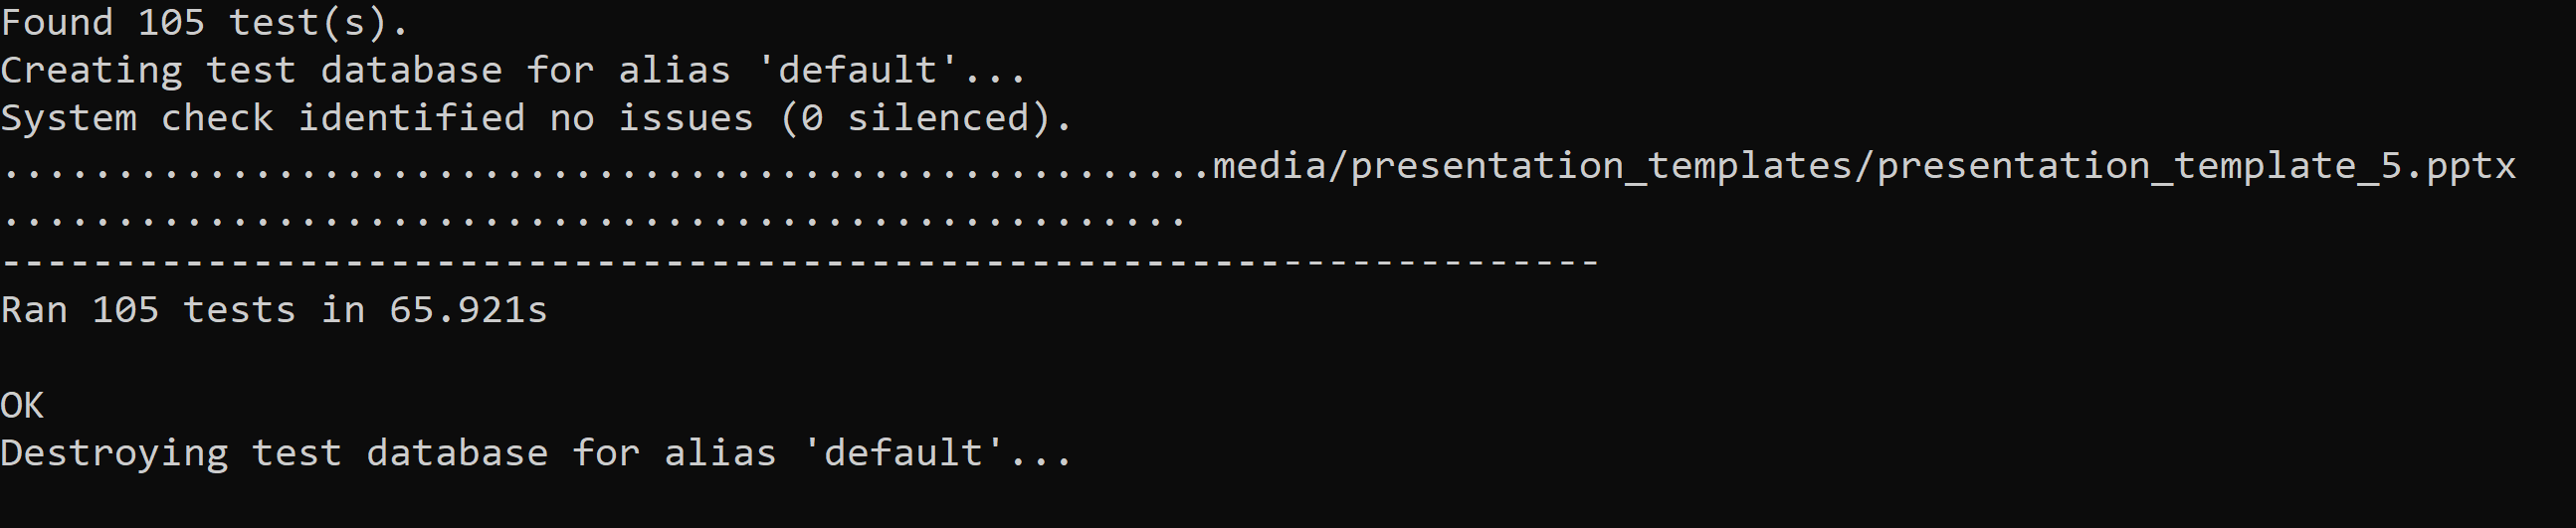 Found 105 test(s).
Creating test database for alias 'default'...
System check identified no issues (0 silenced).
.....................................................media/presentation_templates/presentation_template_5.pptx
....................................................
----------------------------------------------------------------------
Ran 105 tests in 65.921s
OK
Destroying test database for alias 'default'...